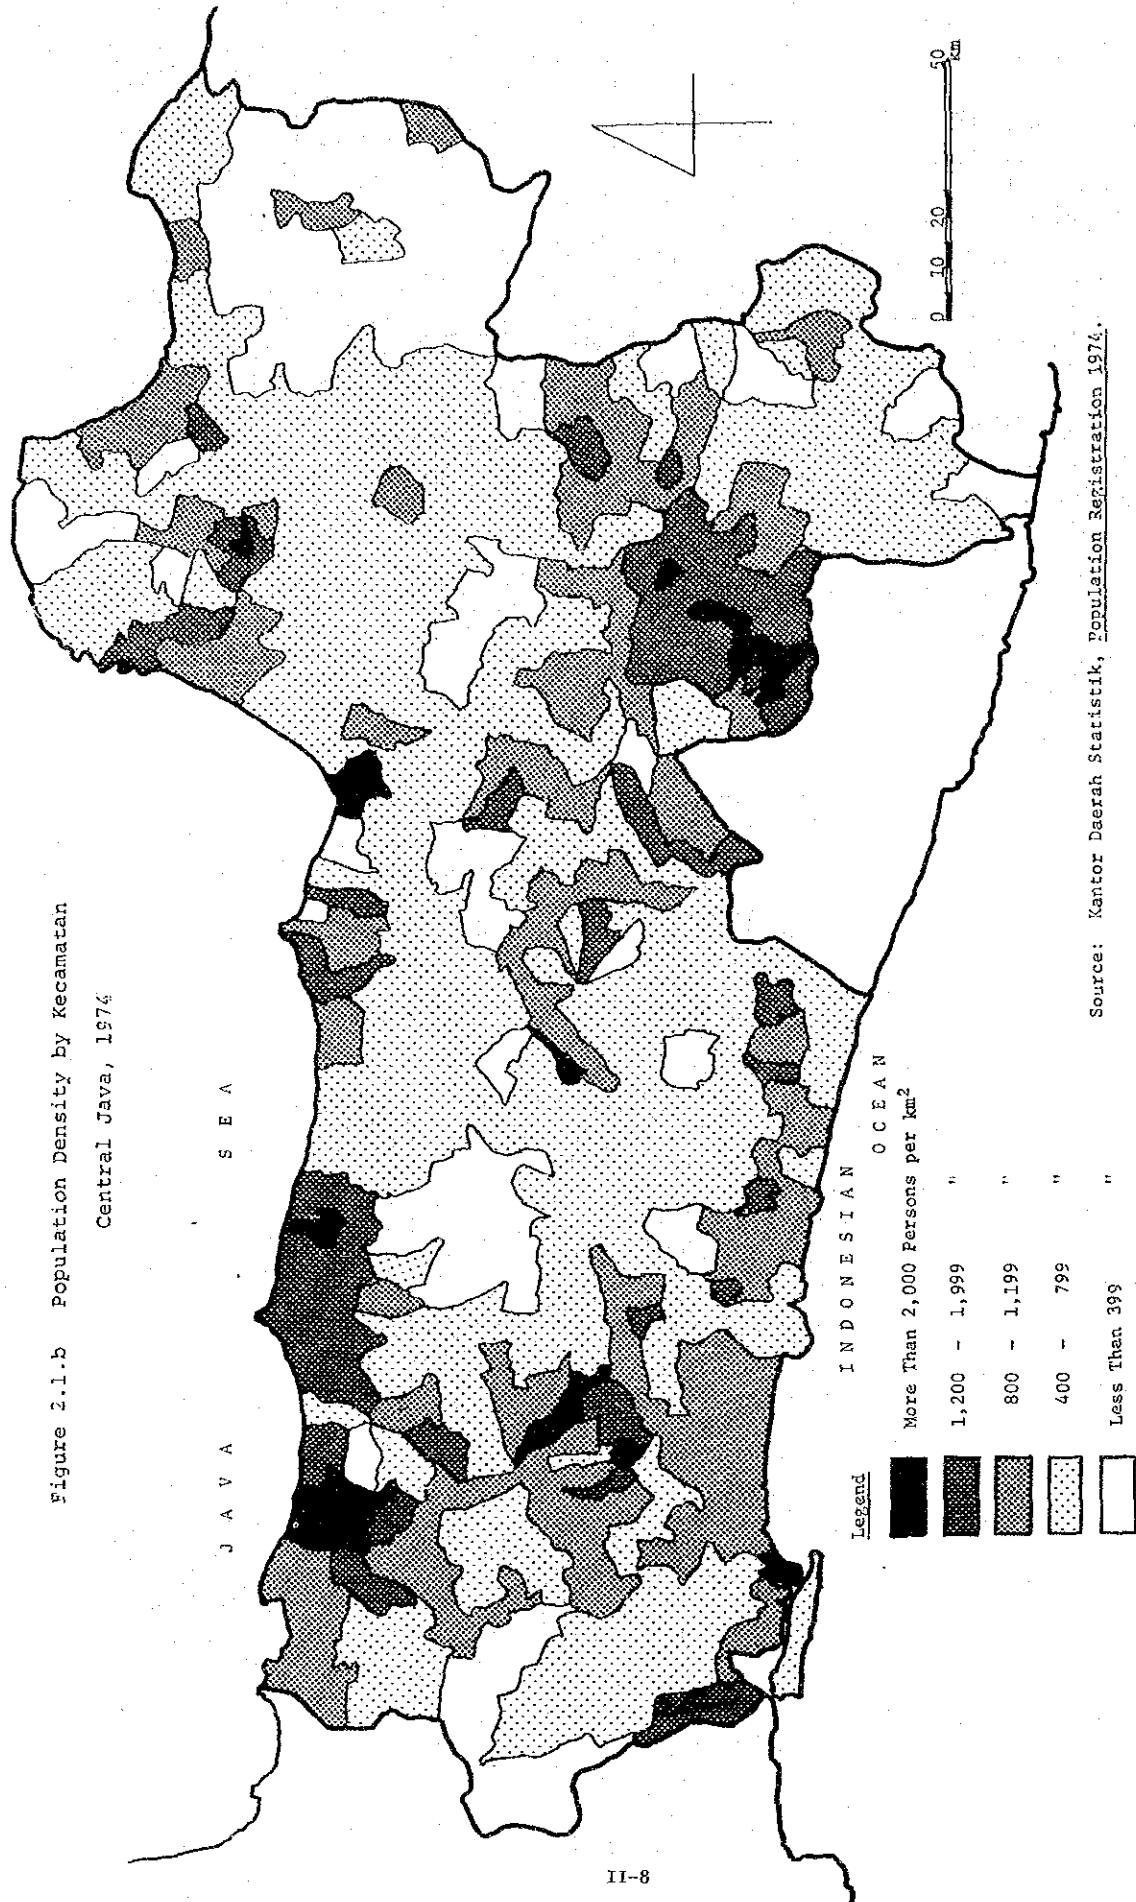 Figure 2.1.b Population Density by Kecamatan
Central Java, 1974
J A V A S E A
I N D O N E S I A N
O C E A N
0 10 20 50
km
Legend
More Than 2,000 Persons per km²
1,200 - 1,999 "
800 - 1,199 "
400 - 799 "
Less Than 399 "
Source: Kantor Daerah Statistik, Population Registration 1974.
II-8